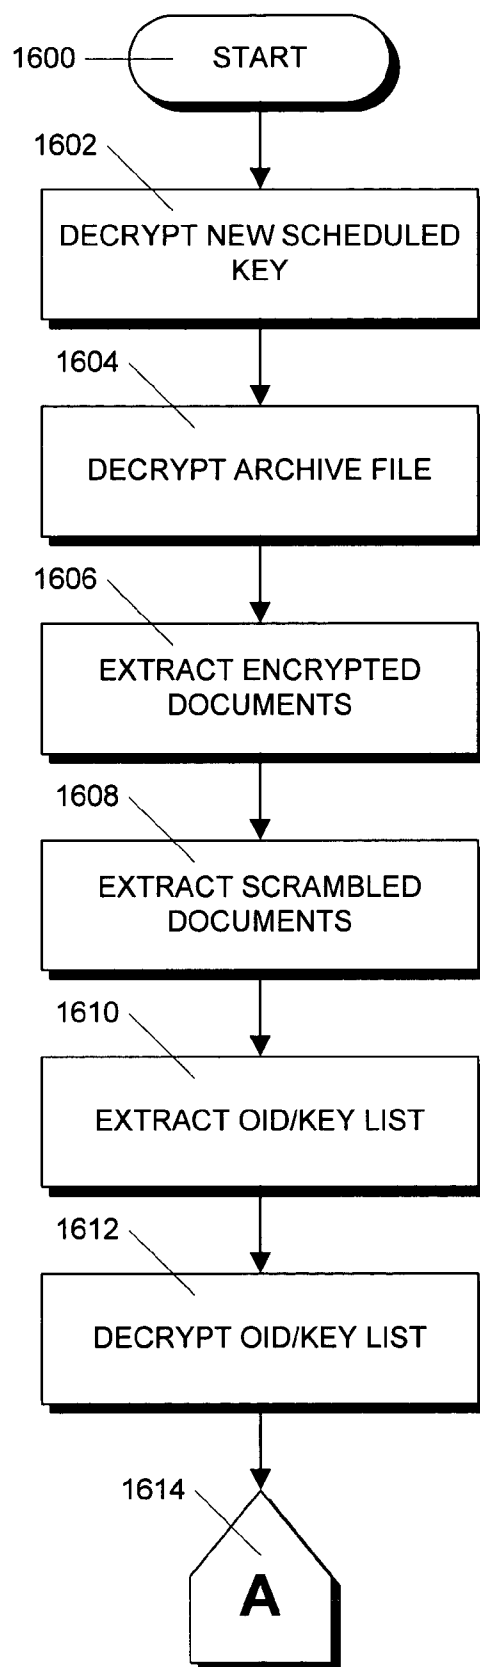 1600
START
1602
DECRYPT NEW SCHEDULED
KEY
1604
DECRYPT ARCHIVE FILE
1606
EXTRACT ENCRYPTED
DOCUMENTS
1608
EXTRACT SCRAMBLED
DOCUMENTS
1610
EXTRACT OID/KEY LIST
1612
DECRYPT OID/KEY LIST
1614
A